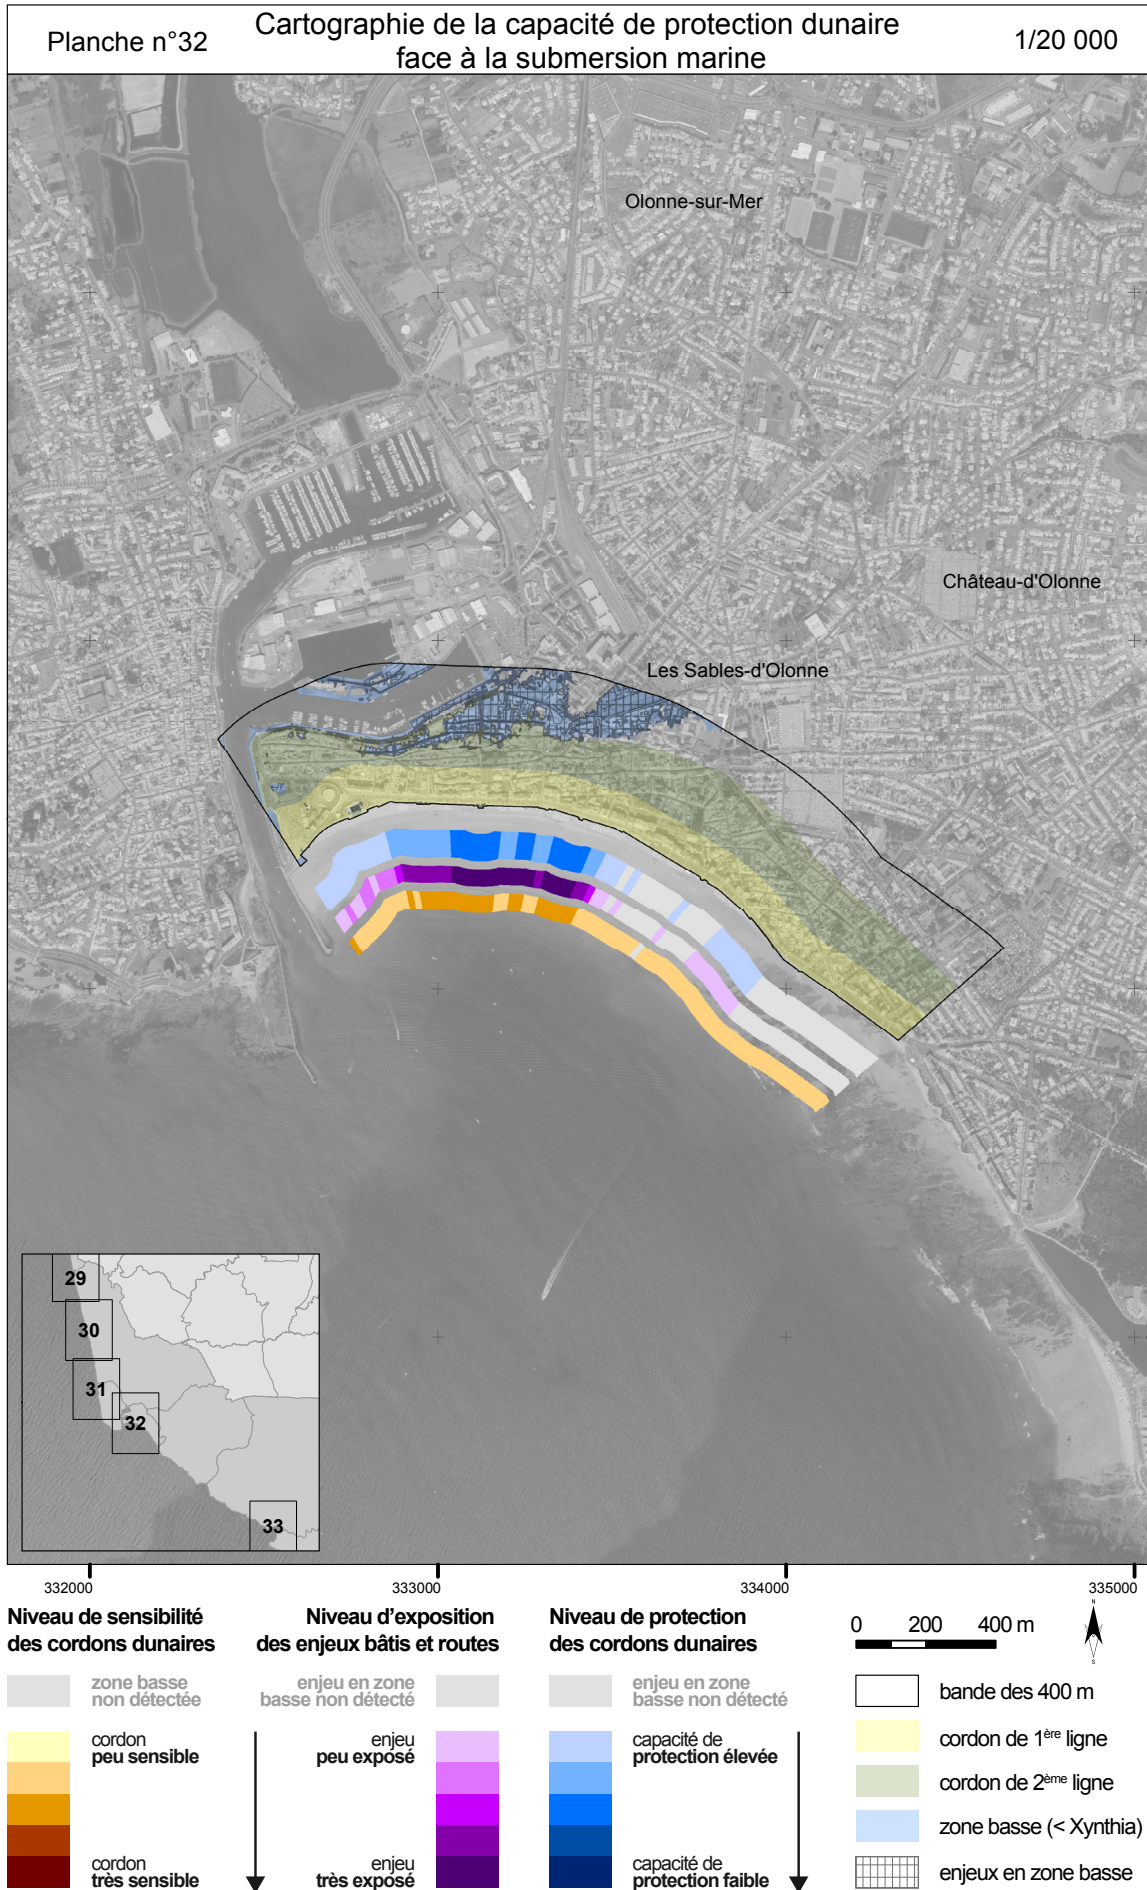 Planche n°32
Cartographie de la capacité de protection dunaire
face à la submersion marine
1/20 000
Olonne-sur-Mer
Château-d'Olonne
Les Sables-d'Olonne
29
30
31
32
33
332000
333000
334000
335000
Niveau de sensibilité
des cordons dunaires
zone basse
non détectée
cordon
peu sensible
cordon
très sensible
Niveau d'exposition
des enjeux bâtis et routes
enjeu en zone
basse non détecté
enjeu
peu exposé
enjeu
très exposé
Niveau de protection
des cordons dunaires
enjeu en zone
basse non détecté
capacité de
protection élevée
capacité de
protection faible
0 200 400 m
N
S
bande des 400 m
cordon de 1ère ligne
cordon de 2ème ligne
zone basse (< Xynthia)
enjeux en zone basse